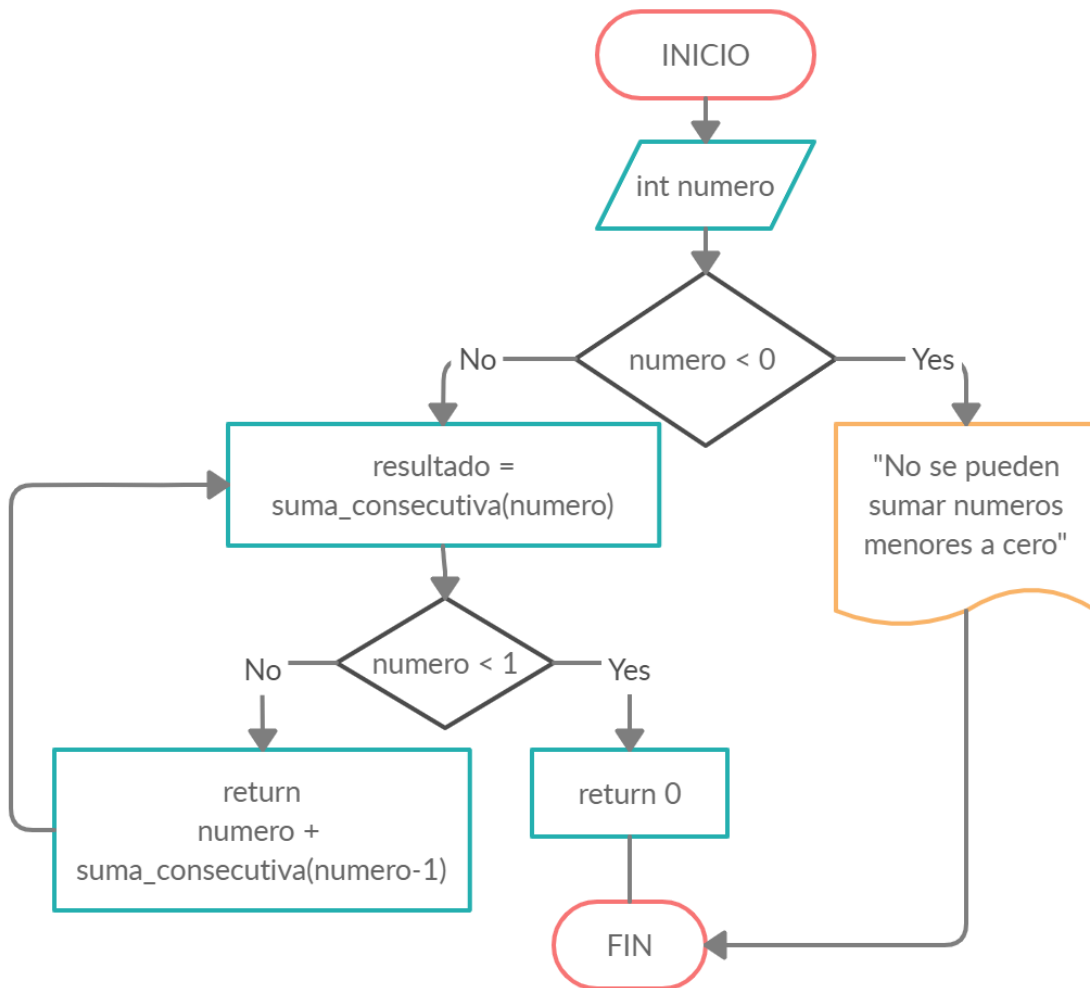 INICIO
int numero
numero < 0
No
Yes
resultado =
suma_consecutiva(numero)
"No se pueden
sumar numeros
menores a cero"
numero < 1
No
Yes
return
numero +
suma_consecutiva(numero-1)
return 0
FIN